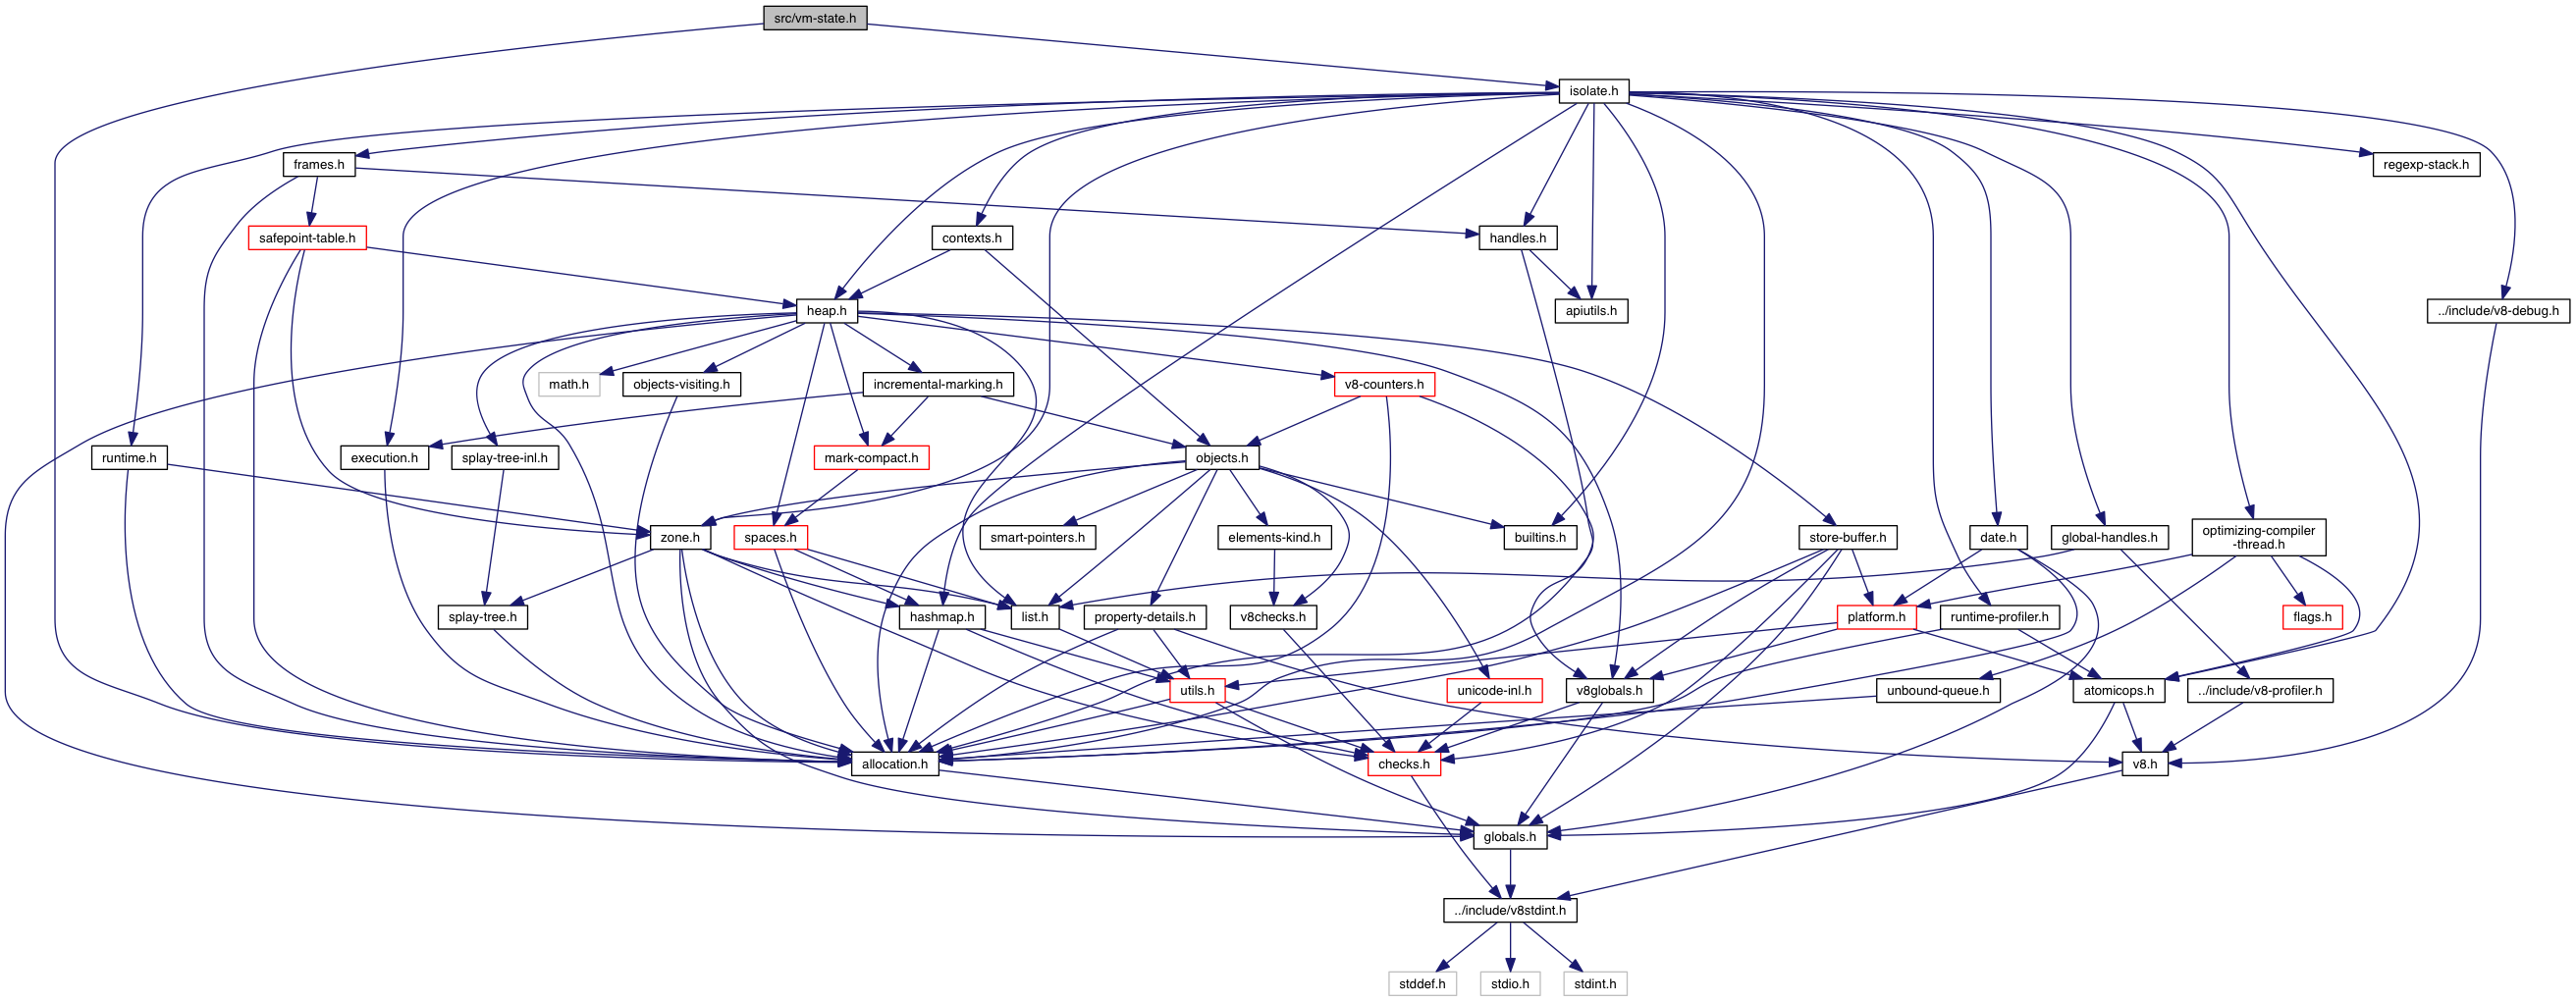 src/vm-state.h
isolate.h
frames.h
regexp-stack.h
safepoint-table.h
contexts.h
handles.h
heap.h
apiutils.h
../include/v8-debug.h
math.h
objects-visiting.h
incremental-marking.h
v8-counters.h
runtime.h
execution.h
splay-tree-inl.h
mark-compact.h
objects.h
zone.h
spaces.h
smart-pointers.h
elements-kind.h
builtins.h
store-buffer.h
date.h
global-handles.h
optimizing-compiler
-thread.h
splay-tree.h
hashmap.h
list.h
property-details.h
v8checks.h
platform.h
runtime-profiler.h
flags.h
utils.h
unicode-inl.h
v8globals.h
unbound-queue.h
atomicops.h
../include/v8-profiler.h
allocation.h
checks.h
v8.h
globals.h
../include/v8stdint.h
stddef.h
stdio.h
stdint.h